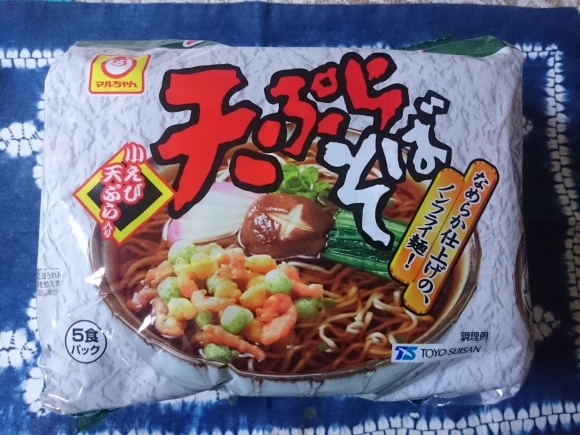 マルちゃん
天ぷらそば
小えび
天ぷら入り
なめらか仕上げの、
ノンフライ麺!
5食
パック
調理例
TS TOYO SUISAN